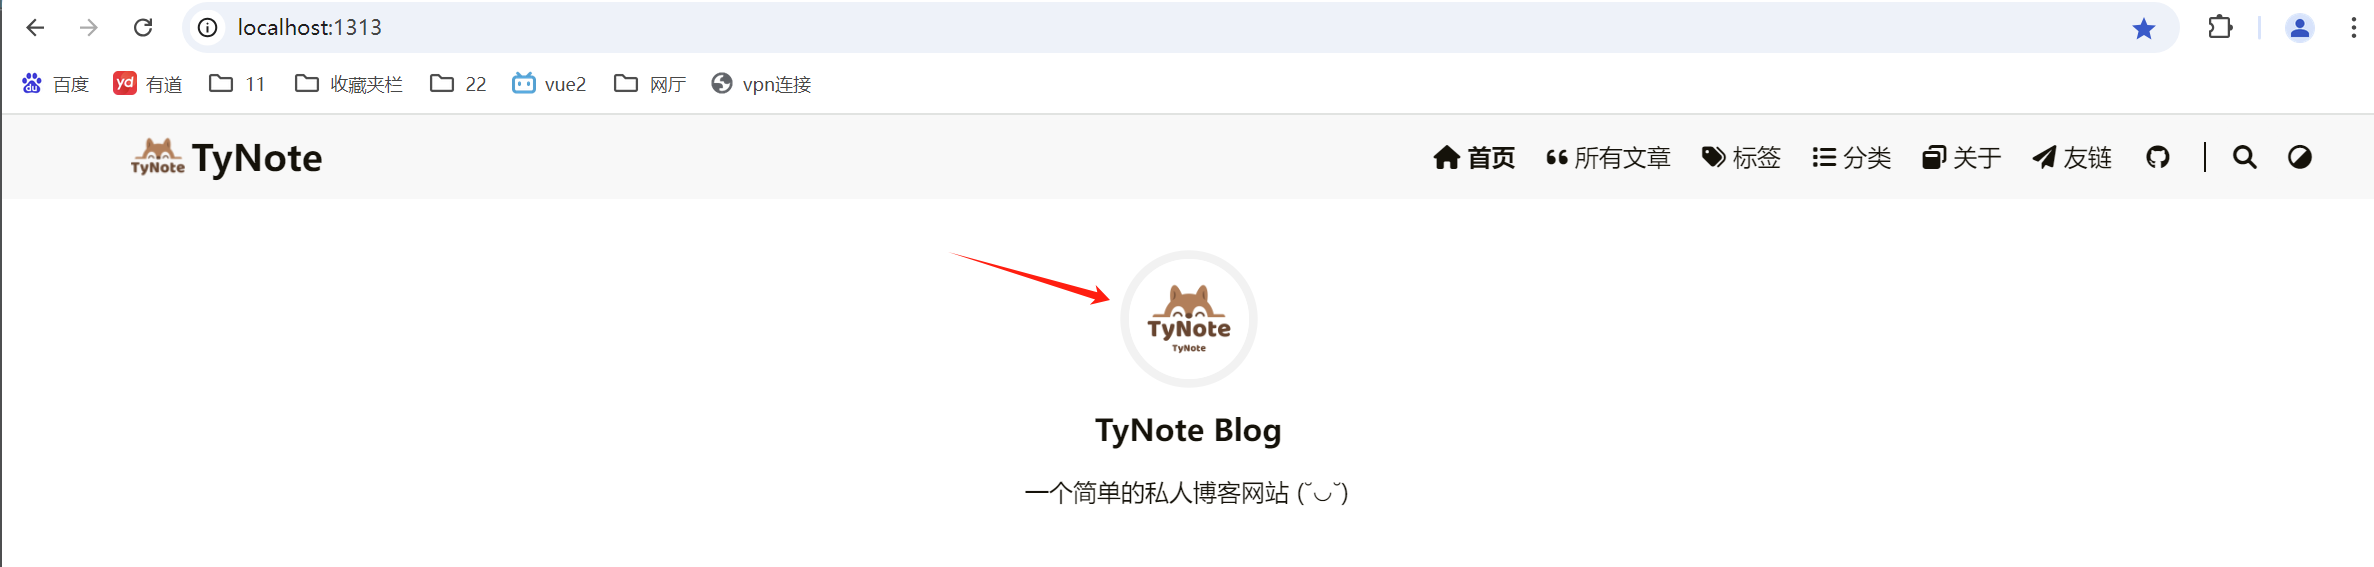 localhost:1313
百度 有道 11 收藏夹栏 22 vue2 网厅 vpn连接
TyNote TyNote 首页 所有文章 标签 分类 关于 友链
TyNote
TyNote
TyNote Blog
一个简单的私人博客网站 (˘◡˘)